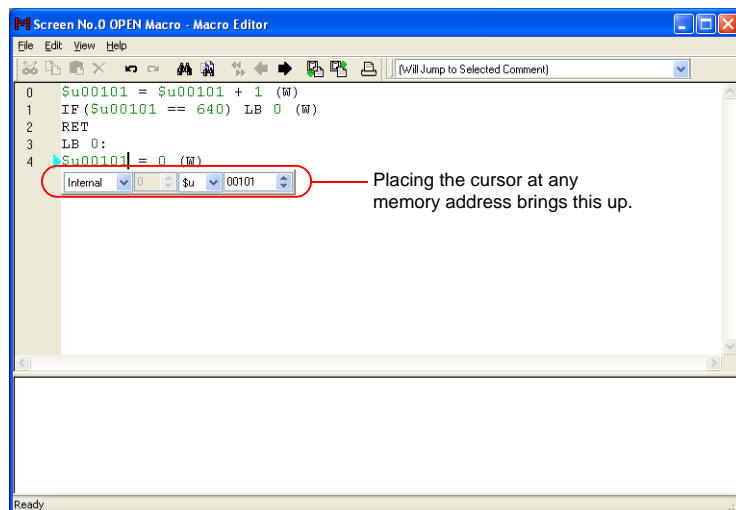 Screen No.0 OPEN Macro - Macro Editor
File Edit View Help
(Will Jump to Selected Comment)
0 $u00101 = $u00101 + 1 (W)
1 IF($u00101 == 640) LB 0 (W)
2 RET
3 LB 0:
4 $u00101 = 0 (W)
Internal 0 $u 00101
Placing the cursor at any
memory address brings this up.
Ready